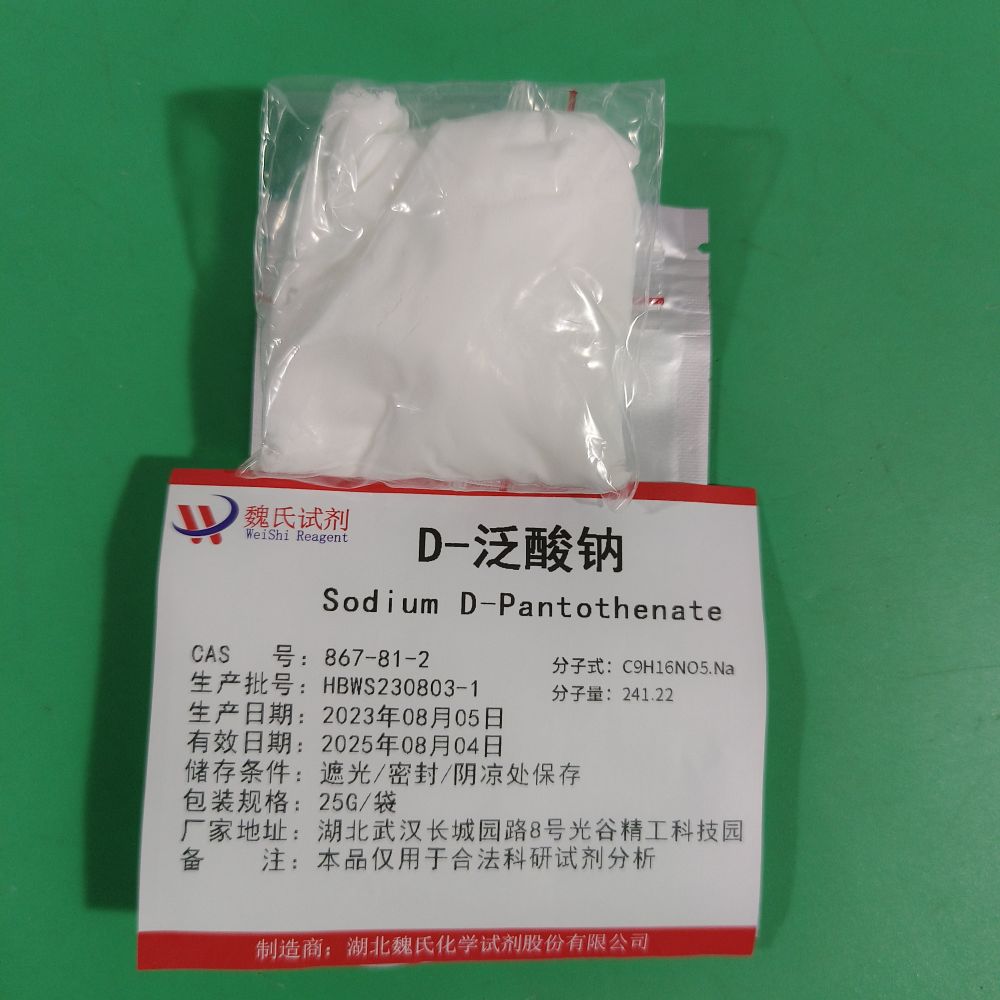 魏氏试剂
WeiShi Reagent
D-泛酸钠
Sodium D-Pantothenate
CAS 号：867-81-2
分子式：C9H16NO5.Na
生产批号：HBWS230803-1
分子量：241.22
生产日期：2023年08月05日
有效日期：2025年08月04日
储存条件：遮光/密封/阴凉处保存
包装规格：25G/袋
厂家地址：湖北武汉长城园路8号光谷精工科技园
备 注：本品仅用于合法科研试剂分析
制造商：湖北魏氏化学试剂股份有限公司